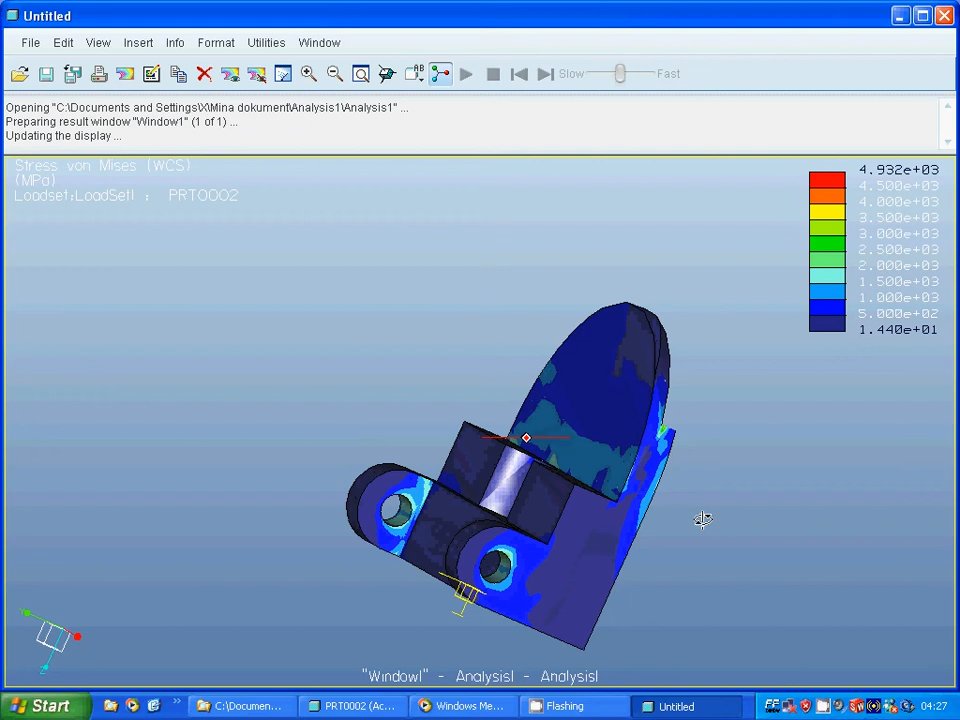 Untitled
File Edit View Insert Info Format Utilities Window
AB Slow Fast
Opening "C:\Documents and Settings\X\Mina dokument\Analysis1\Analysis1" ...
Preparing result window "Window1" (1 of 1) ...
Updating the display ...
Stress von Mises (WCS)
(MPa)
Loadset:LoadSet1 : PRT0002
4.932e+03
4.500e+03
4.000e+03
3.500e+03
3.000e+03
2.500e+03
2.000e+03
1.500e+03
1.000e+03
5.000e+02
1.440e+01
"Window1" - Analysis1 - Analysis1
Start C:\Documen... PRT0002 (Ac... Windows Me... Flashing Untitled 04:27